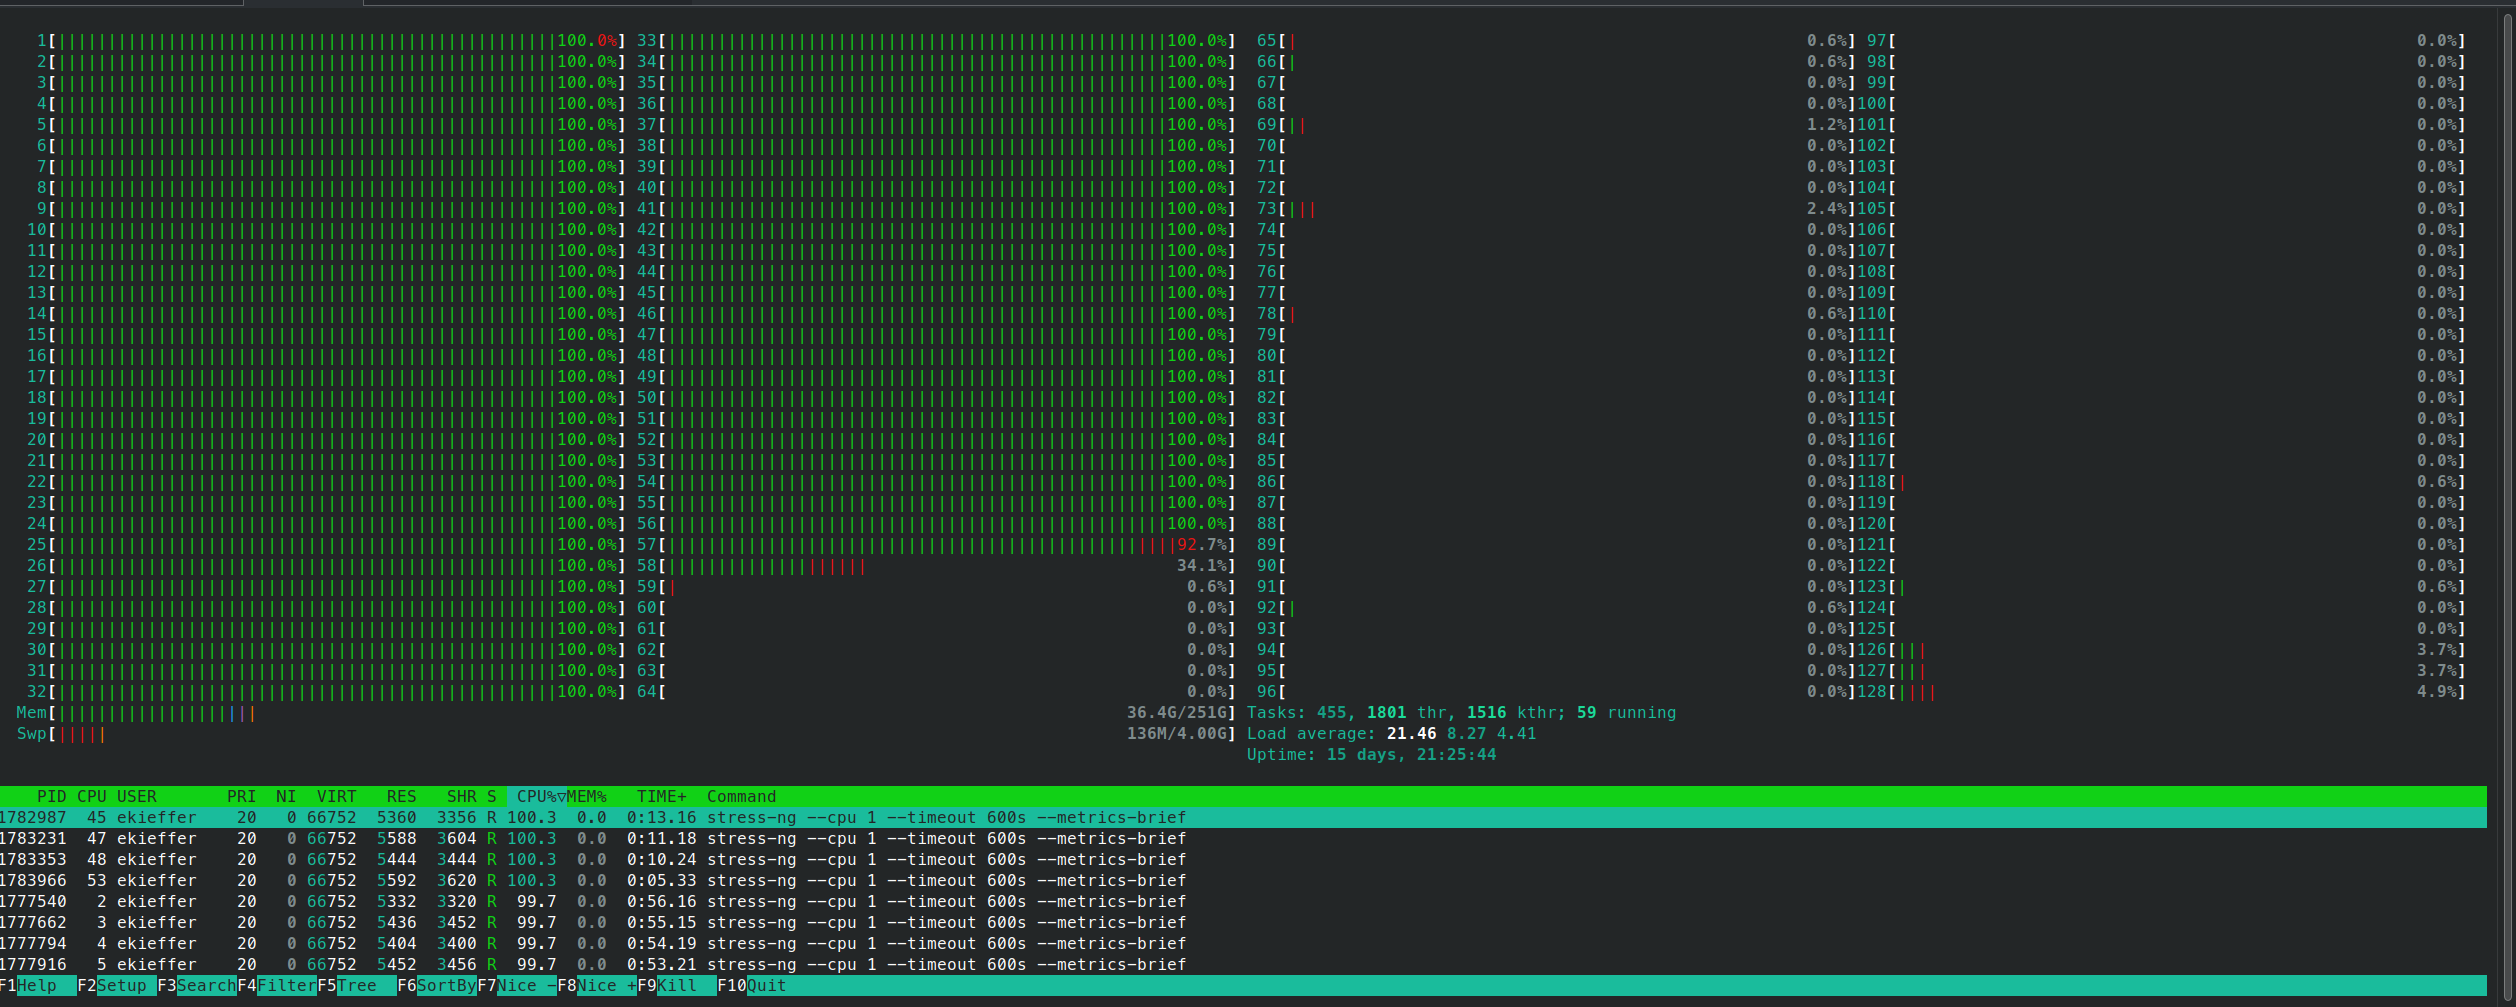 1[100.0%] 33[100.0%] 65[| 0.6%] 97[ 0.0%]
2[100.0%] 34[100.0%] 66[| 0.6%] 98[ 0.0%]
3[100.0%] 35[100.0%] 67[ 0.0%] 99[ 0.0%]
4[100.0%] 36[100.0%] 68[ 0.0%]100[ 0.0%]
5[100.0%] 37[100.0%] 69[|| 1.2%]101[ 0.0%]
6[100.0%] 38[100.0%] 70[ 0.0%]102[ 0.0%]
7[100.0%] 39[100.0%] 71[ 0.0%]103[ 0.0%]
8[100.0%] 40[100.0%] 72[ 0.0%]104[ 0.0%]
9[100.0%] 41[100.0%] 73[||| 2.4%]105[ 0.0%]
10[100.0%] 42[100.0%] 74[ 0.0%]106[ 0.0%]
11[100.0%] 43[100.0%] 75[ 0.0%]107[ 0.0%]
12[100.0%] 44[100.0%] 76[ 0.0%]108[ 0.0%]
13[100.0%] 45[100.0%] 77[ 0.0%]109[ 0.0%]
14[100.0%] 46[100.0%] 78[| 0.6%]110[ 0.0%]
15[100.0%] 47[100.0%] 79[ 0.0%]111[ 0.0%]
16[100.0%] 48[100.0%] 80[ 0.0%]112[ 0.0%]
17[100.0%] 49[100.0%] 81[ 0.0%]113[ 0.0%]
18[100.0%] 50[100.0%] 82[ 0.0%]114[ 0.0%]
19[100.0%] 51[100.0%] 83[ 0.0%]115[ 0.0%]
20[100.0%] 52[100.0%] 84[ 0.0%]116[ 0.0%]
21[100.0%] 53[100.0%] 85[ 0.0%]117[ 0.0%]
22[100.0%] 54[100.0%] 86[ 0.0%]118[| 0.6%]
23[100.0%] 55[100.0%] 87[ 0.0%]119[ 0.0%]
24[100.0%] 56[100.0%] 88[ 0.0%]120[ 0.0%]
25[100.0%] 57[92.7%] 89[ 0.0%]121[ 0.0%]
26[100.0%] 58[34.1%] 90[ 0.0%]122[ 0.0%]
27[100.0%] 59[| 0.6%] 91[ 0.0%]123[| 0.6%]
28[100.0%] 60[ 0.0%] 92[| 0.6%]124[ 0.0%]
29[100.0%] 61[ 0.0%] 93[ 0.0%]125[ 0.0%]
30[100.0%] 62[ 0.0%] 94[ 0.0%]126[||| 3.7%]
31[100.0%] 63[ 0.0%] 95[ 0.0%]127[||| 3.7%]
32[100.0%] 64[ 0.0%] 96[ 0.0%]128[|||| 4.9%]
Mem[36.4G/251G] Tasks: 455, 1801 thr, 1516 kthr; 59 running
Swp[136M/4.00G] Load average: 21.46 8.27 4.41
Uptime: 15 days, 21:25:44
PID CPU USER PRI NI VIRT RES SHR S CPU%▽MEM% TIME+ Command
1782987 45 ekieffer 20 0 66752 5360 3356 R 100.3 0.0 0:13.16 stress-ng --cpu 1 --timeout 600s --metrics-brief
1783231 47 ekieffer 20 0 66752 5588 3604 R 100.3 0.0 0:11.18 stress-ng --cpu 1 --timeout 600s --metrics-brief
1783353 48 ekieffer 20 0 66752 5444 3444 R 100.3 0.0 0:10.24 stress-ng --cpu 1 --timeout 600s --metrics-brief
1783966 53 ekieffer 20 0 66752 5592 3620 R 100.3 0.0 0:05.33 stress-ng --cpu 1 --timeout 600s --metrics-brief
1777540 2 ekieffer 20 0 66752 5332 3320 R 99.7 0.0 0:56.16 stress-ng --cpu 1 --timeout 600s --metrics-brief
1777662 3 ekieffer 20 0 66752 5436 3452 R 99.7 0.0 0:55.15 stress-ng --cpu 1 --timeout 600s --metrics-brief
1777794 4 ekieffer 20 0 66752 5404 3400 R 99.7 0.0 0:54.19 stress-ng --cpu 1 --timeout 600s --metrics-brief
1777916 5 ekieffer 20 0 66752 5452 3456 R 99.7 0.0 0:53.21 stress-ng --cpu 1 --timeout 600s --metrics-brief
F1Help F2Setup F3SearchF4FilterF5Tree F6SortByF7Nice -F8Nice +F9Kill F10Quit